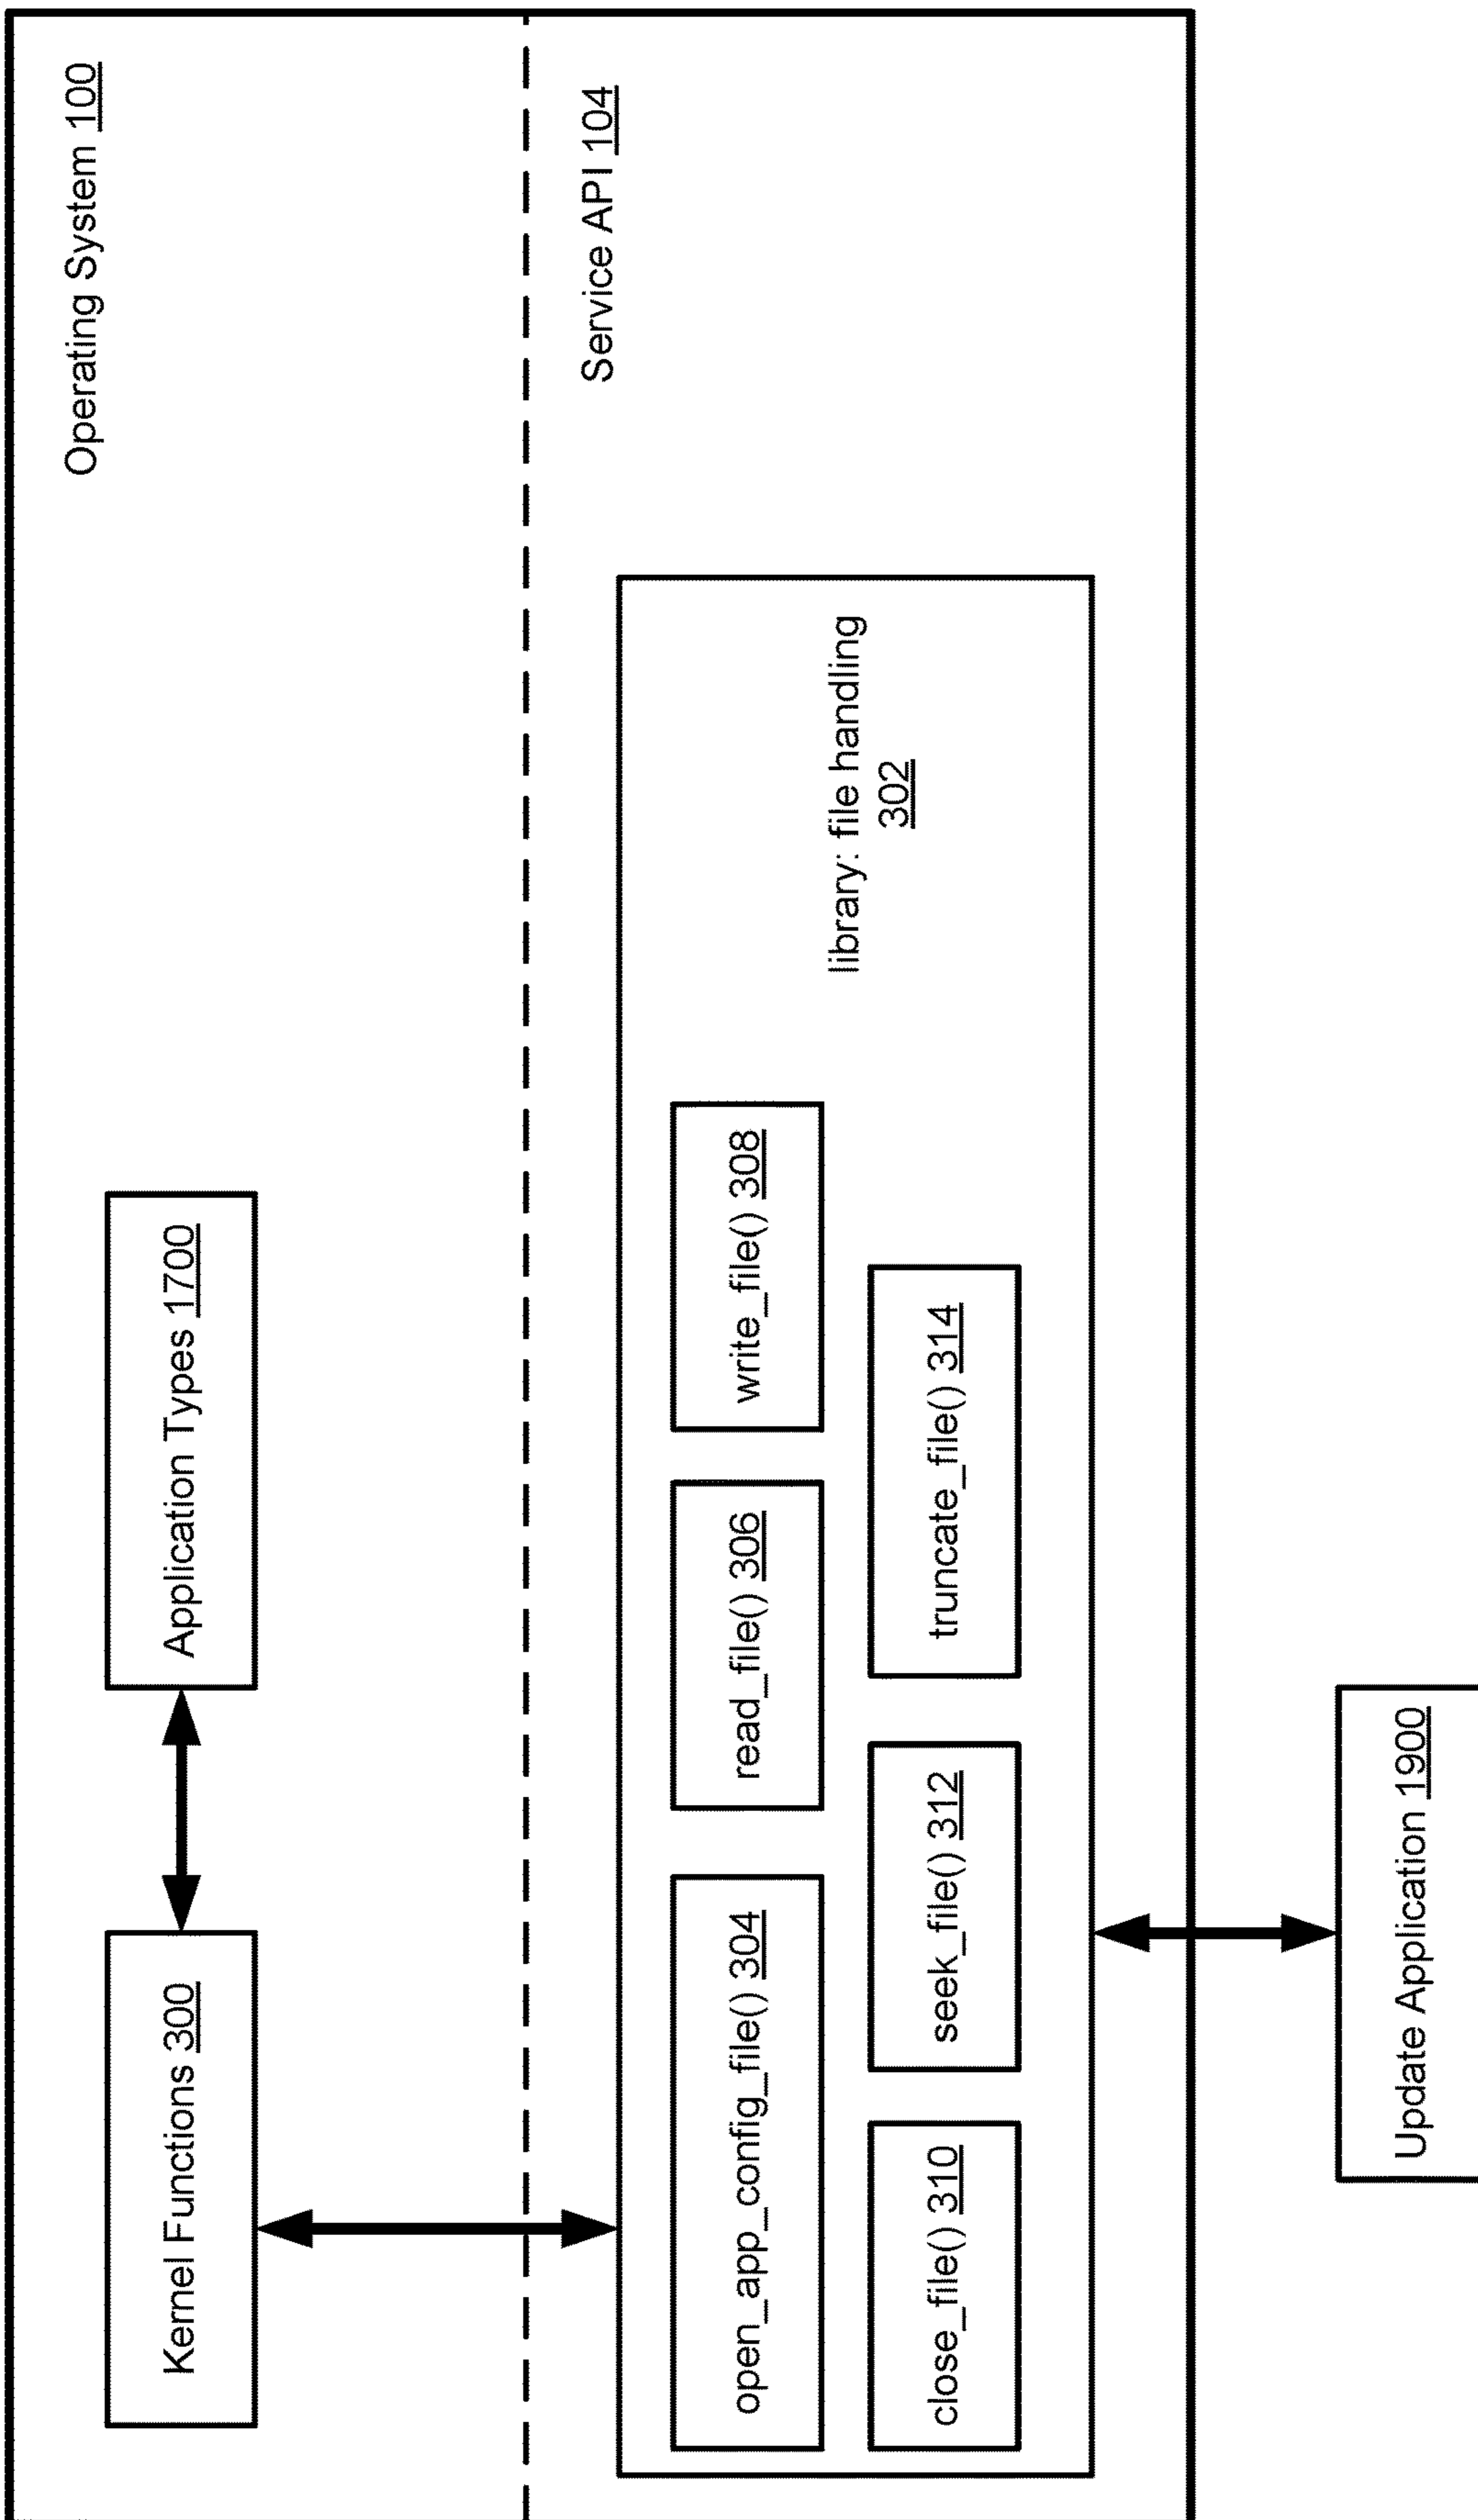 Operating System 100
Kernel Functions 300
Application Types 1700
Service API 104
open_app_config_file() 304
read_file() 306
write_file() 308
library: file handling
302
close_file() 310
seek_file() 312
truncate_file() 314
Update Application 1900